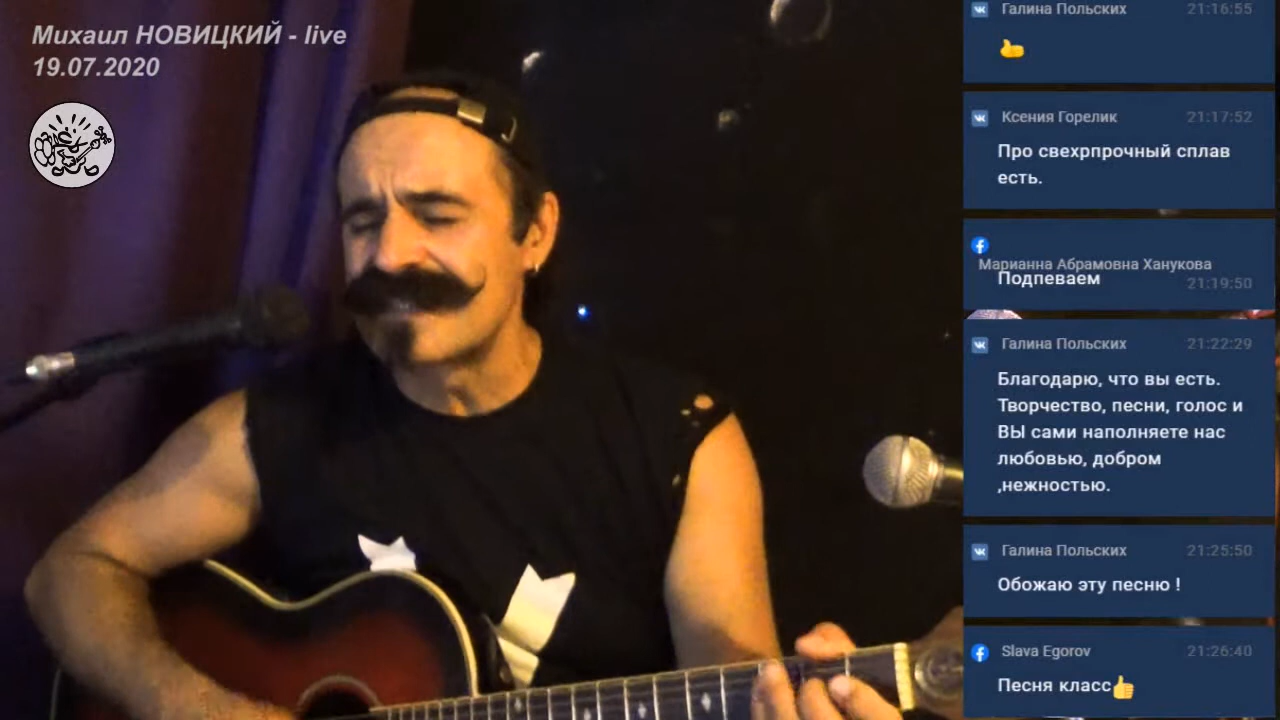 Михаил НОВИЦКИЙ - live
19.07.2020
Галина Польских 21:16:55
Ксения Горелик 21:17:52
Про свехрпрочный сплав
есть.
Марианна Абрамовна Ханукова
Подпеваем 21:19:50
Галина Польских 21:22:29
Благодарю, что вы есть.
Творчество, песни, голос и
ВЫ сами наполняете нас
любовью, добром
,нежностью.
Галина Польских 21:25:50
Обожаю эту песню !
Slava Egorov 21:26:40
Песня класс👍